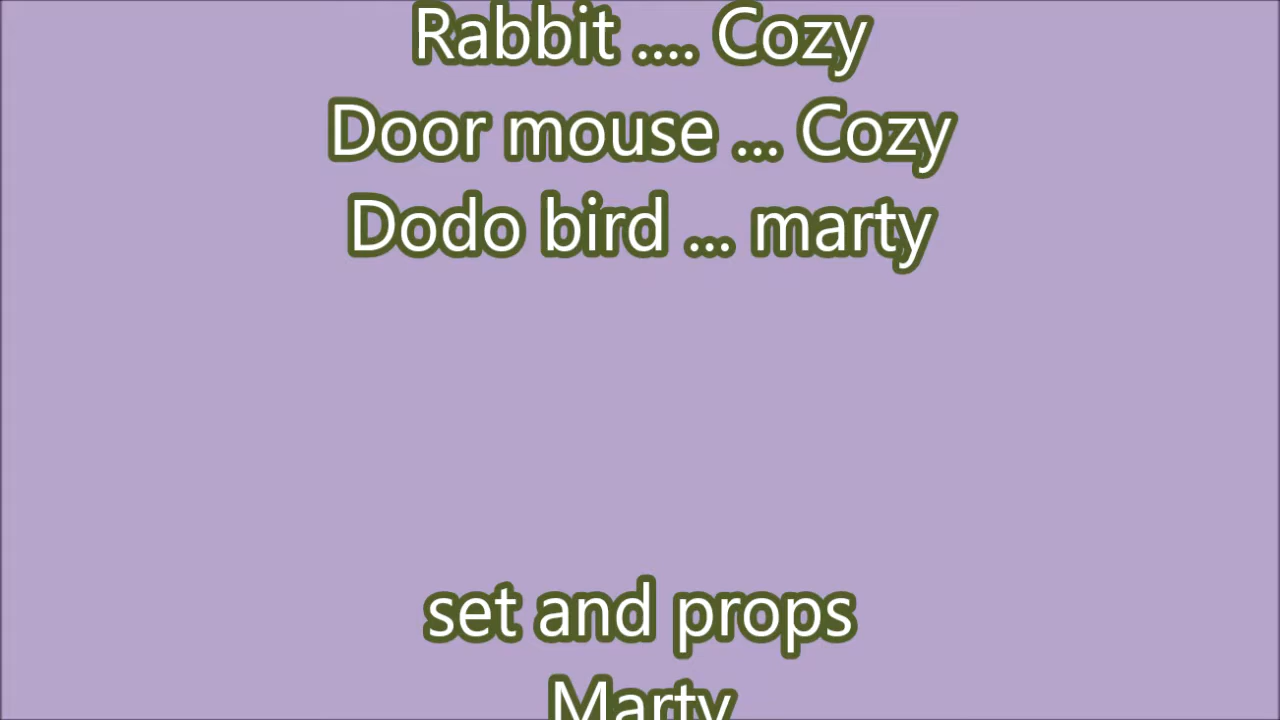 Rabbit .... Cozy
Door mouse ... Cozy
Dodo bird ... marty
set and props
Marty